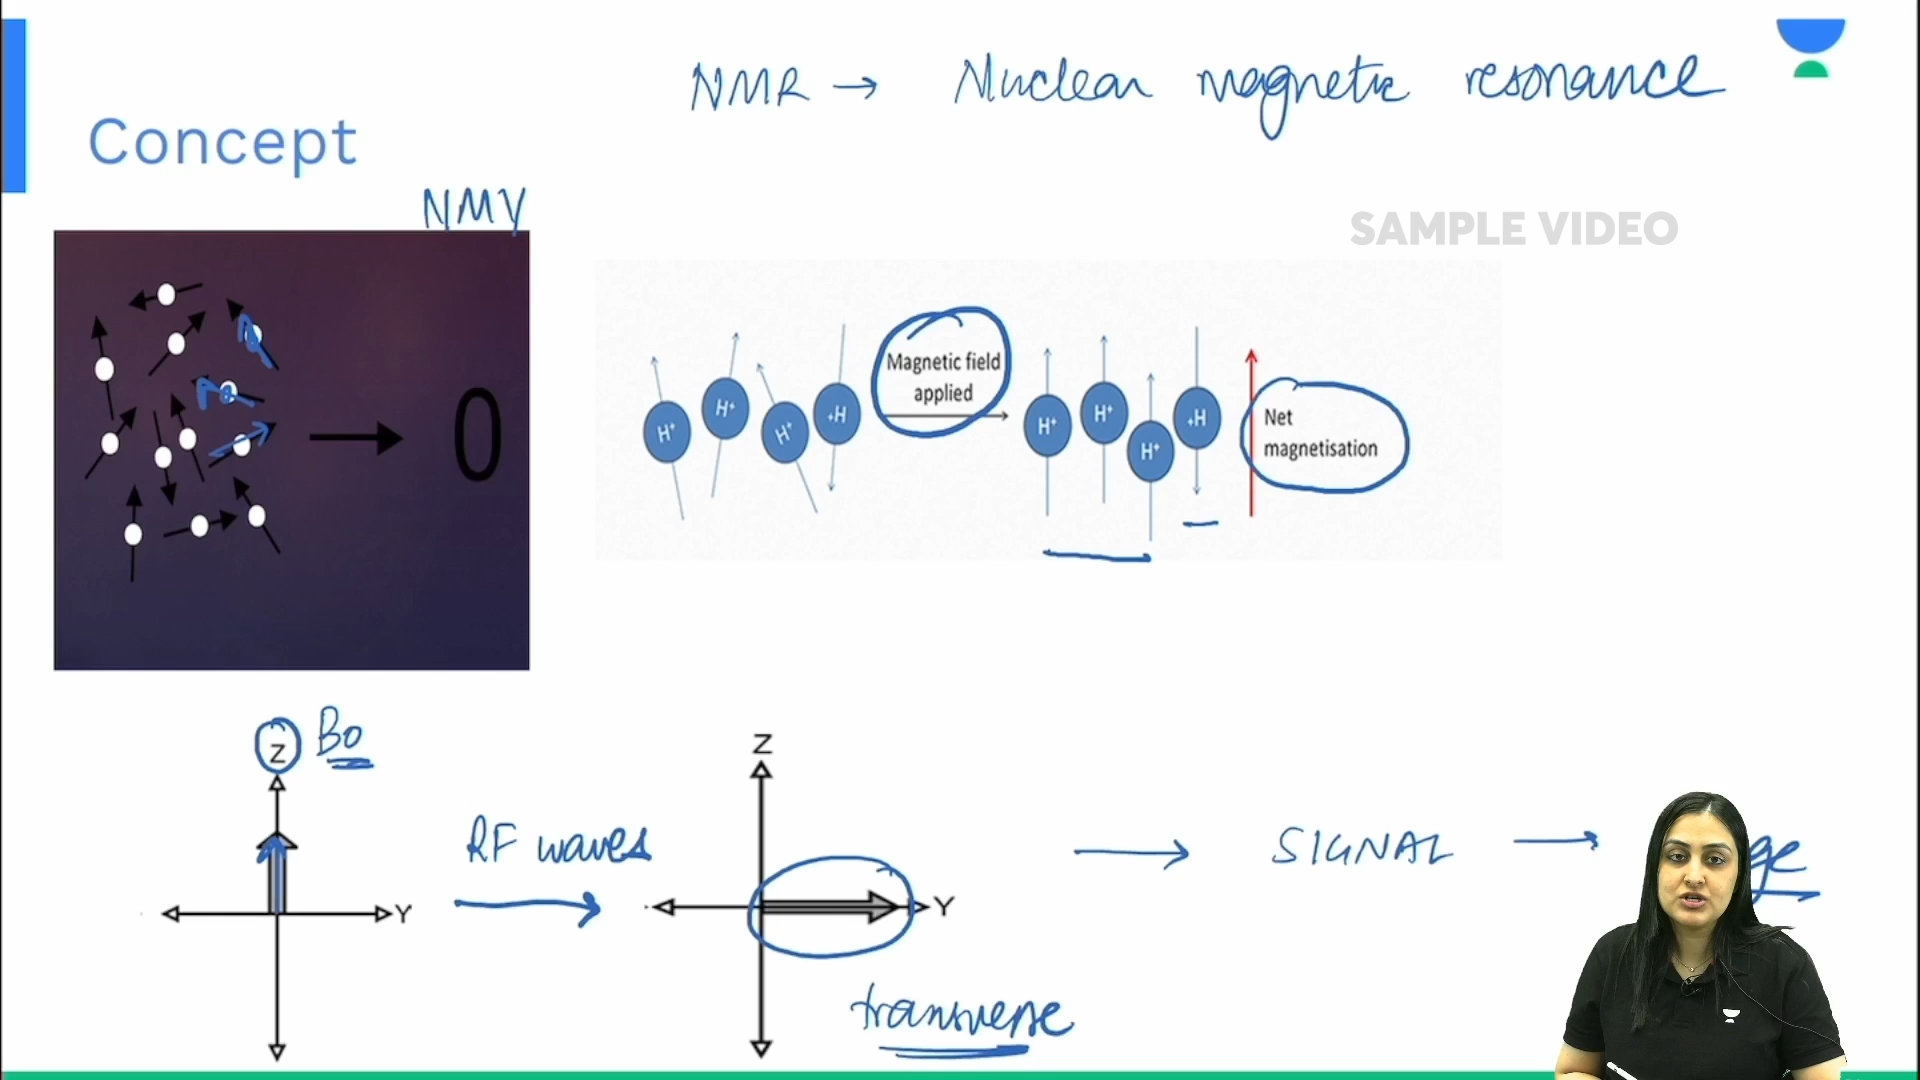 NMR → Nuclear magnetic resonance
Concept
NMV
SAMPLE VIDEO
0
H+ H+ H+ +H
Magnetic field
applied
H+ H+ H+ +H
Net
magnetisation
Z Bo
Y
RF waves
Z
Y
transverse
→ SIGNAL →